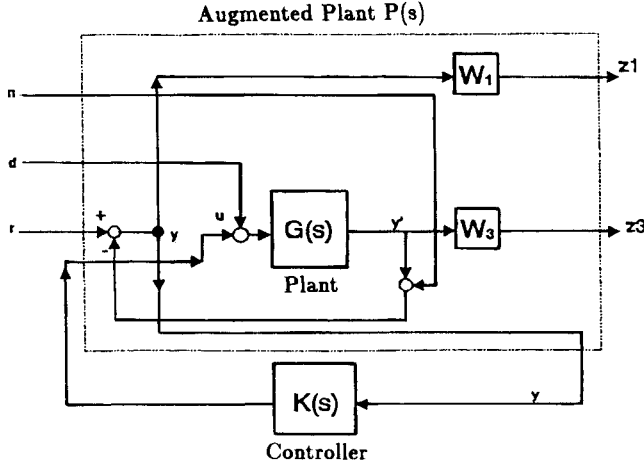 Augmented Plant P(s)
W1
z1
n
d
+
r
-
y
u
G(s)
y'
W3
z3
Plant
K(s)
y
Controller